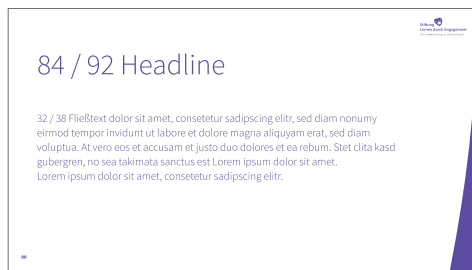 Stiftung
Lernen durch Engagement
84 / 92 Headline
32 / 38 Fließtext dolor sit amet, consetetur sadipscing elitr, sed diam nonumy
eirmod tempor invidunt ut labore et dolore magna aliquyam erat, sed diam
voluptua. At vero eos et accusam et justo duo dolores et ea rebum. Stet clita kasd
gubergren, no sea takimata sanctus est Lorem ipsum dolor sit amet.
Lorem ipsum dolor sit amet, consetetur sadipscing elitr.